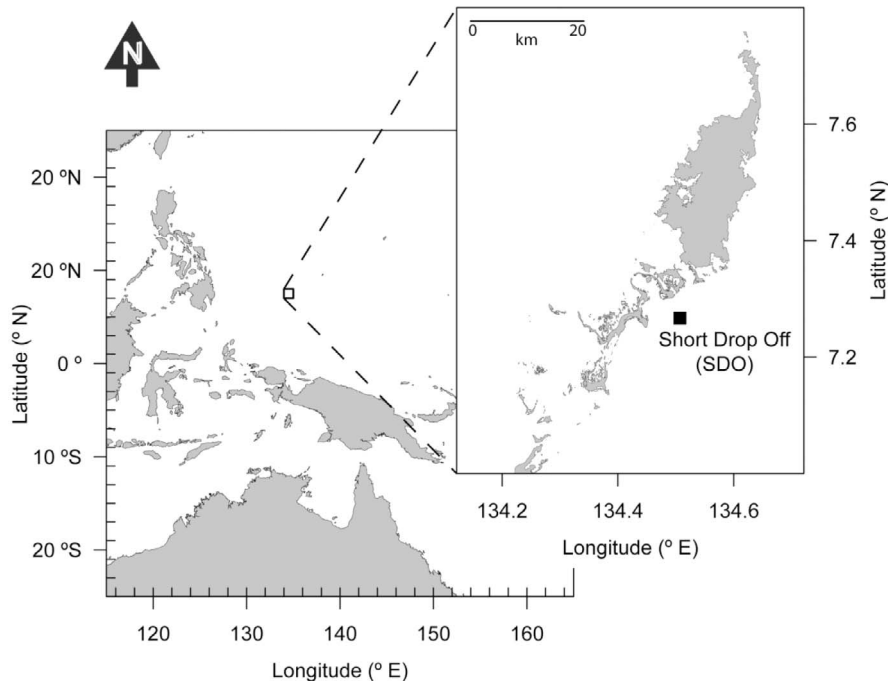 N
0 20
km
20 ºN
20 ºN
0 º
10 ºS
20 ºS
Latitude (º N)
120 130 140 150 160
Longitude (º E)
7.6
7.4
7.2
Latitude (º N)
Short Drop Off
(SDO)
134.2 134.4 134.6
Longitude (º E)